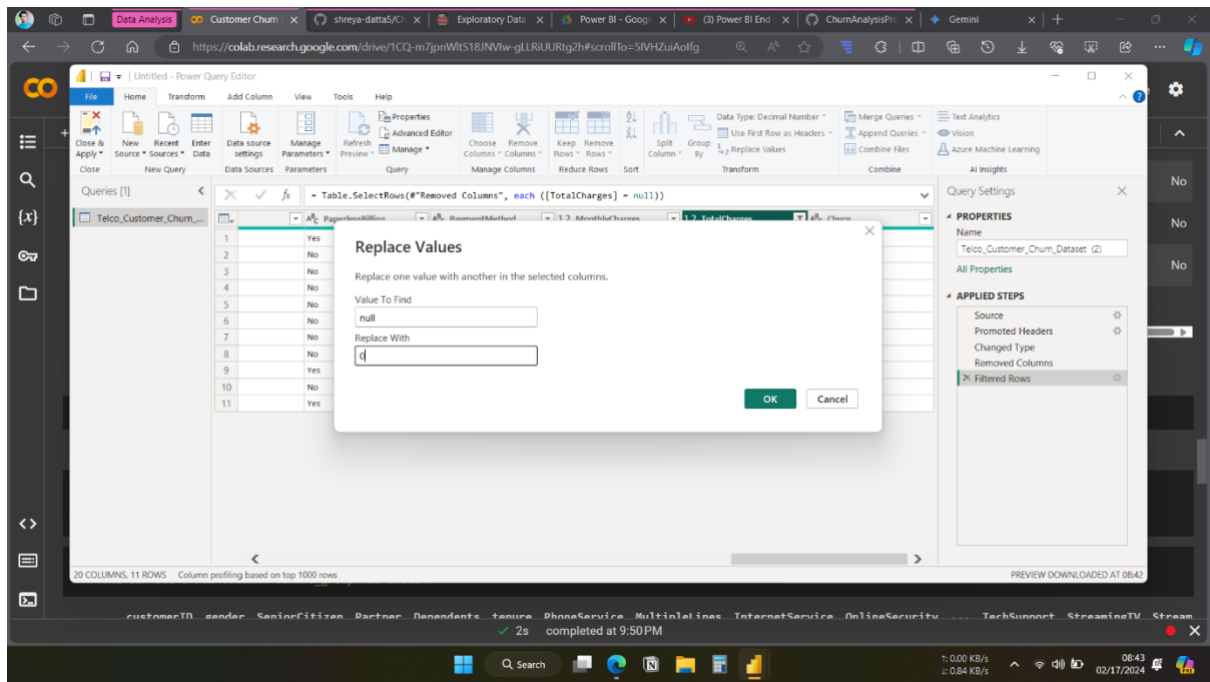 Data Analysis
Customer Churn
shreya-datta5/Ch
Exploratory Data
Power BI - Goog
(3) Power BI End
ChurnAnalysisPro
Gemini
https://colab.research.google.com/drive/1CQ-m7jpnWltS18JNVlw-gLLRiUURtg2h#scrollTo=5IVHZuiAolfg
CO
Untitled - Power Query Editor
File Home Transform Add Column View Tools Help
Close & Apply
New Source
Recent Sources
Enter Data
Data source settings
Manage Parameters
Refresh Preview
Properties
Advanced Editor
Manage
Choose Columns
Remove Columns
Keep Rows
Remove Rows
Split Column
Group By
Data Type: Decimal Number
Use First Row as Headers
Replace Values
Merge Queries
Append Queries
Combine Files
Text Analytics
Vision
Azure Machine Learning
Close New Query Data Sources Parameters Query Manage Columns Reduce Rows Sort Transform Combine AI Insights
Queries [1]
fx = Table.SelectRows(#"Removed Columns", each ([TotalCharges] = null))
Telco_Customer_Churn_...
PaperlessBilling PaymentMethod 1.2 MonthlyCharges 1.2 TotalCharges Churn
1 Yes
2 No
3 No
4 No
5 No
6 No
7 No
8 No
9 Yes
10 No
11 Yes
Replace Values
Replace one value with another in the selected columns.
Value To Find
null
Replace With
0
OK Cancel
Query Settings
PROPERTIES
Name
Telco_Customer_Churn_Dataset (2)
All Properties
APPLIED STEPS
Source
Promoted Headers
Changed Type
Removed Columns
Filtered Rows
No
No
No
20 COLUMNS, 11 ROWS Column profiling based on top 1000 rows
PREVIEW DOWNLOADED AT 08:42
customerID gender SeniorCitizen Partner Dependents tenure PhoneService MultipleLines InternetService OnlineSecurity ... TechSupport StreamingTV Stream
2s completed at 9:50 PM
Search
0.00 KB/s
0.84 KB/s
08:43
02/17/2024